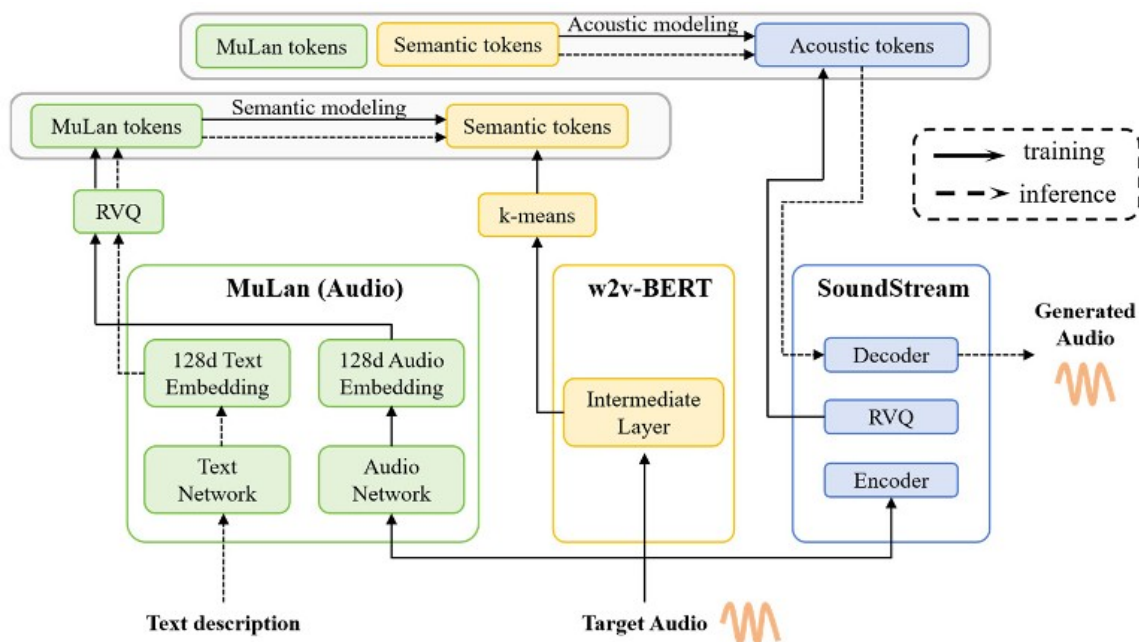 Acoustic modeling
MuLan tokens
Semantic tokens
Acoustic tokens
Semantic modeling
MuLan tokens
Semantic tokens
training
inference
RVQ
k-means
MuLan (Audio)
w2v-BERT
SoundStream
Generated
Audio
128d Text
Embedding
128d Audio
Embedding
Decoder
Intermediate
Layer
RVQ
Text
Network
Audio
Network
Encoder
Text description
Target Audio